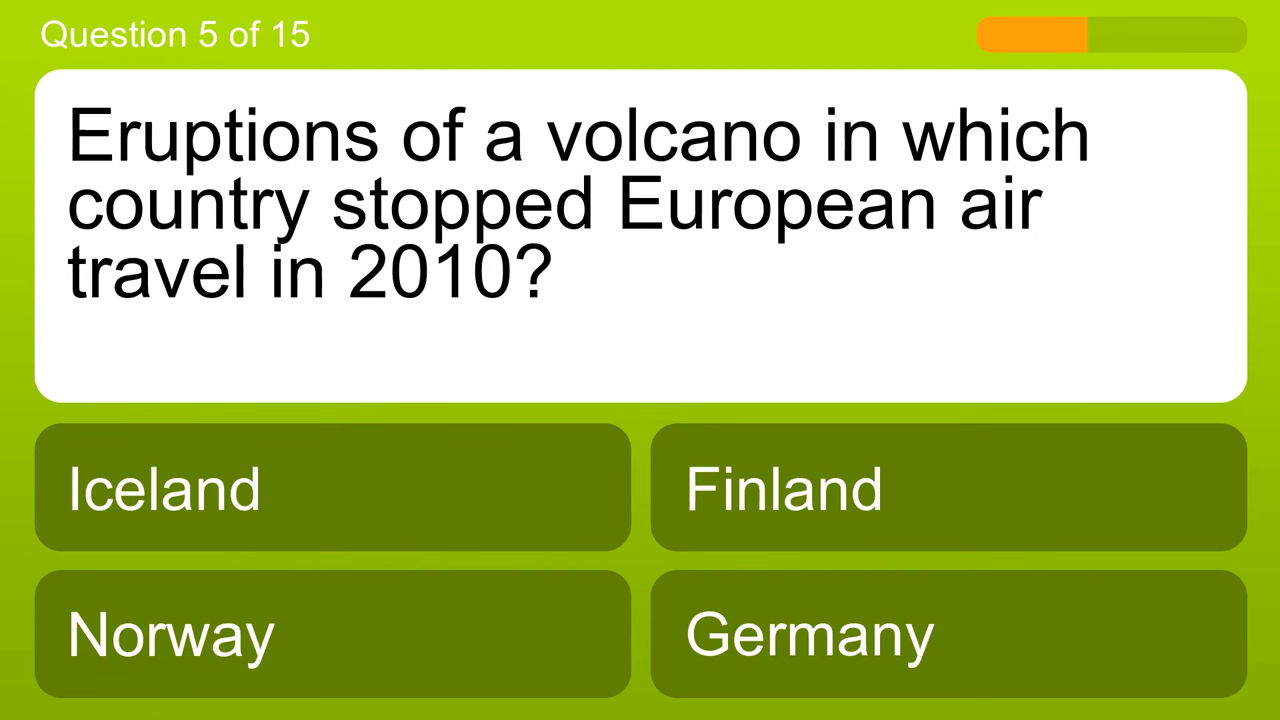 Question 5 of 15
Eruptions of a volcano in which
country stopped European air
travel in 2010?
Iceland
Finland
Norway
Germany